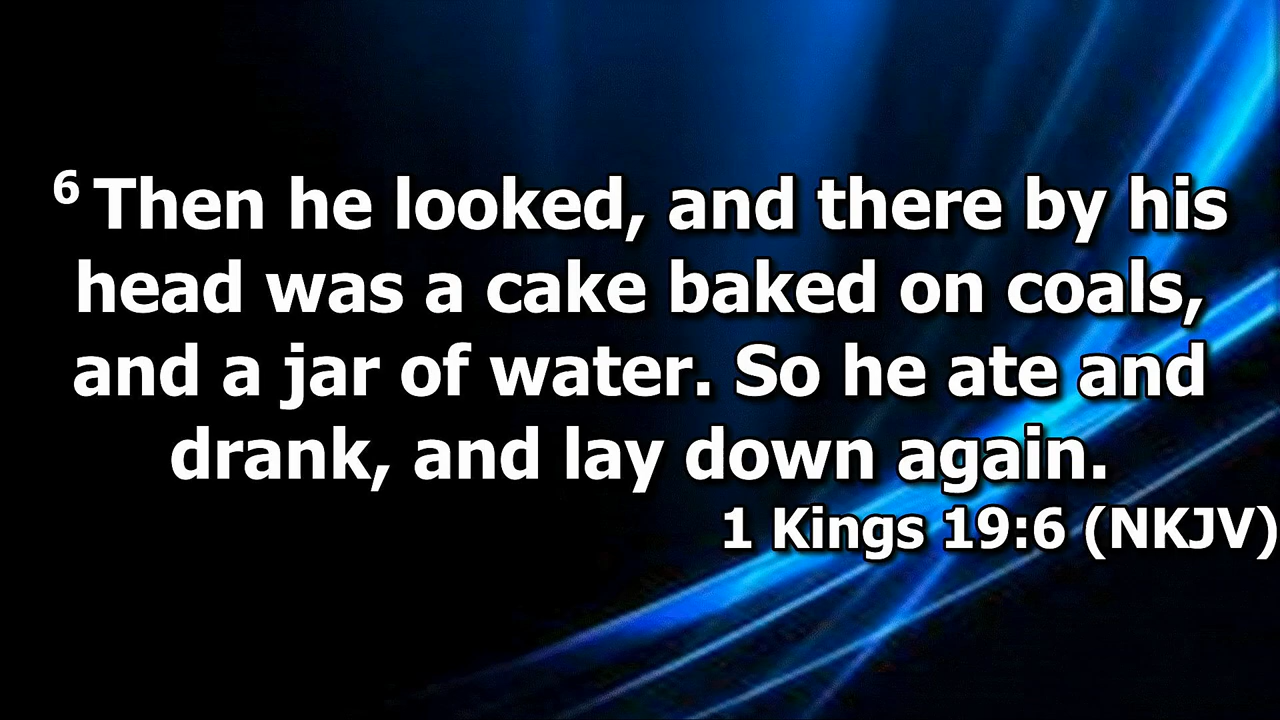 6 Then he looked, and there by his
head was a cake baked on coals,
and a jar of water. So he ate and
drank, and lay down again.
1 Kings 19:6 (NKJV)